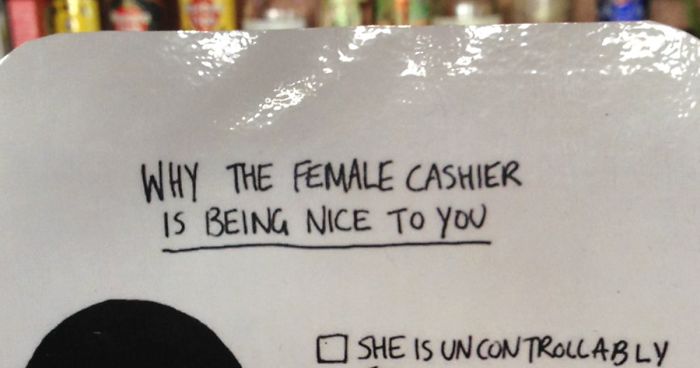 WHY THE FEMALE CASHIER
IS BEING NICE TO YOU
☐ SHE IS UNCONTROLLABLY